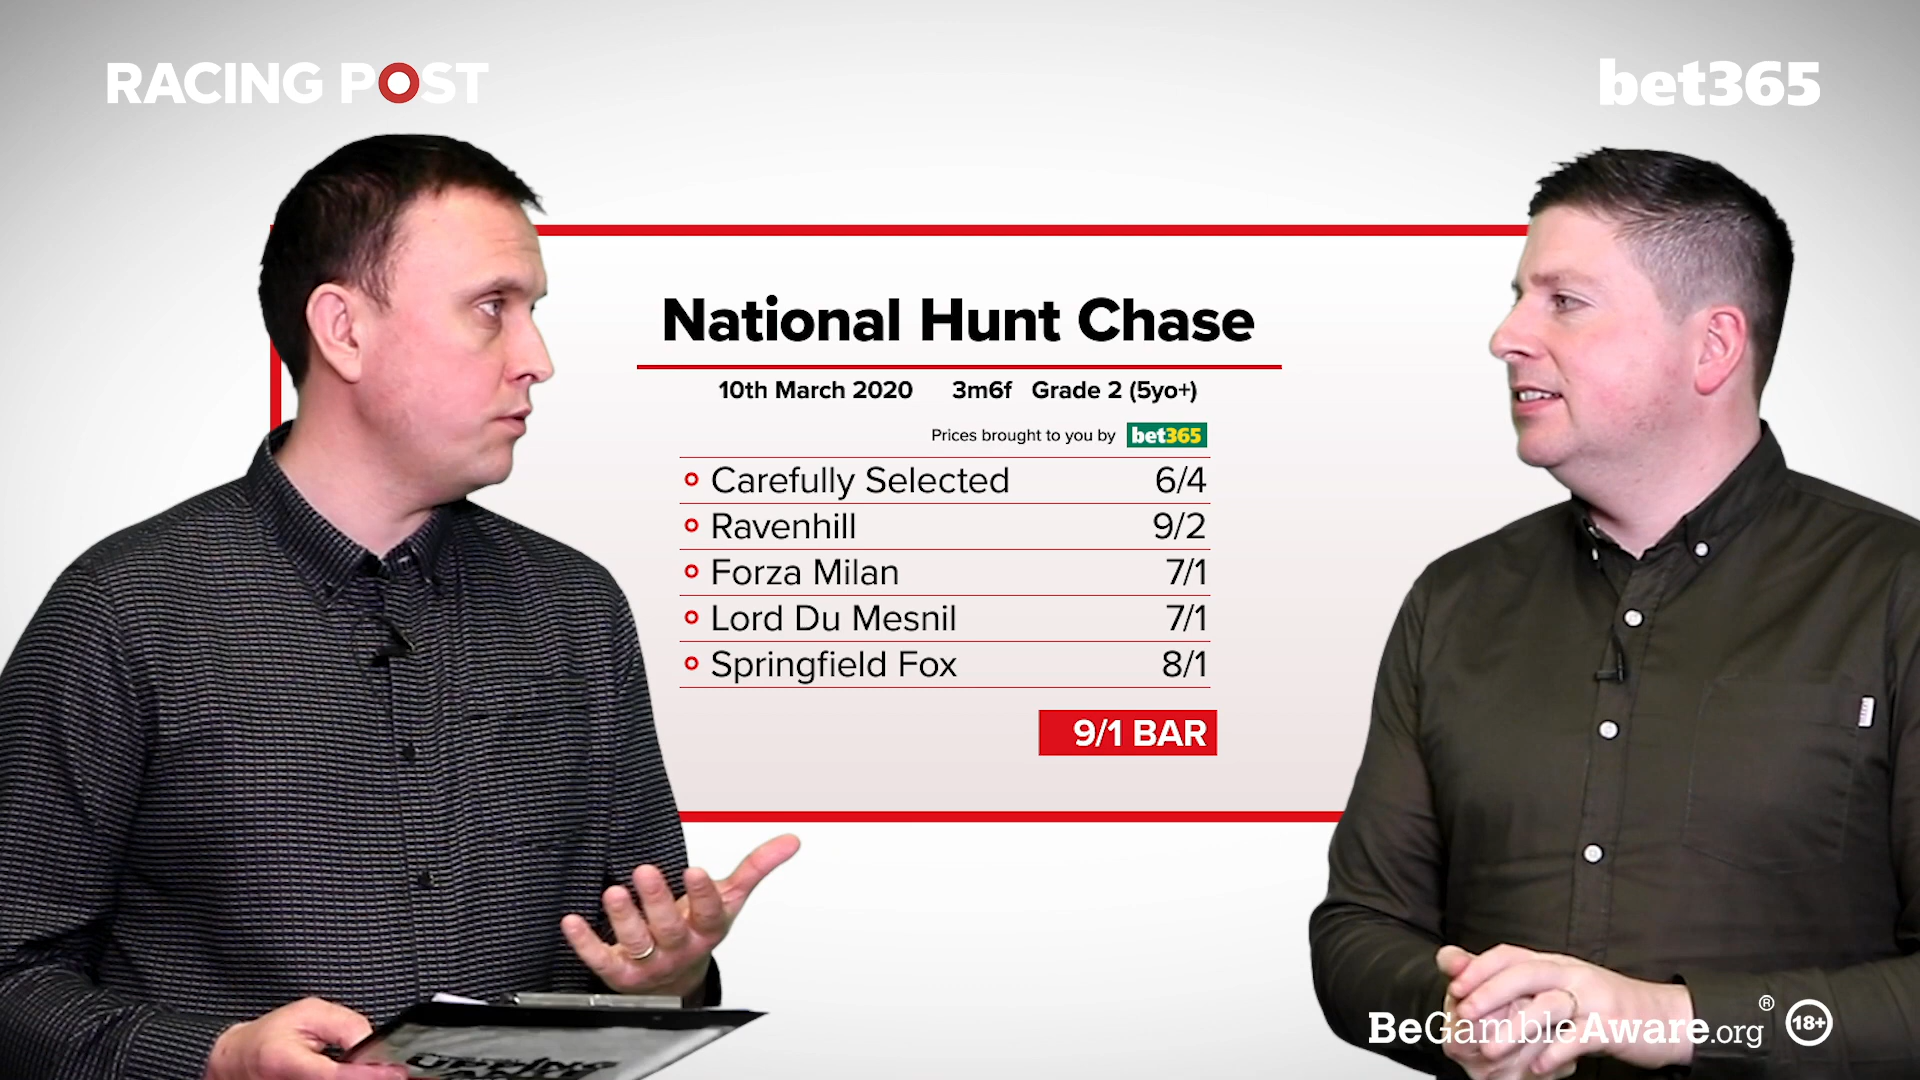 RACING POST
bet365
National Hunt Chase
10th March 2020 3m6f Grade 2 (5yo+)
Prices brought to you by bet365
Carefully Selected 6/4
Ravenhill 9/2
Forza Milan 7/1
Lord Du Mesnil 7/1
Springfield Fox 8/1
9/1 BAR
BeGambleAware.org® 18+